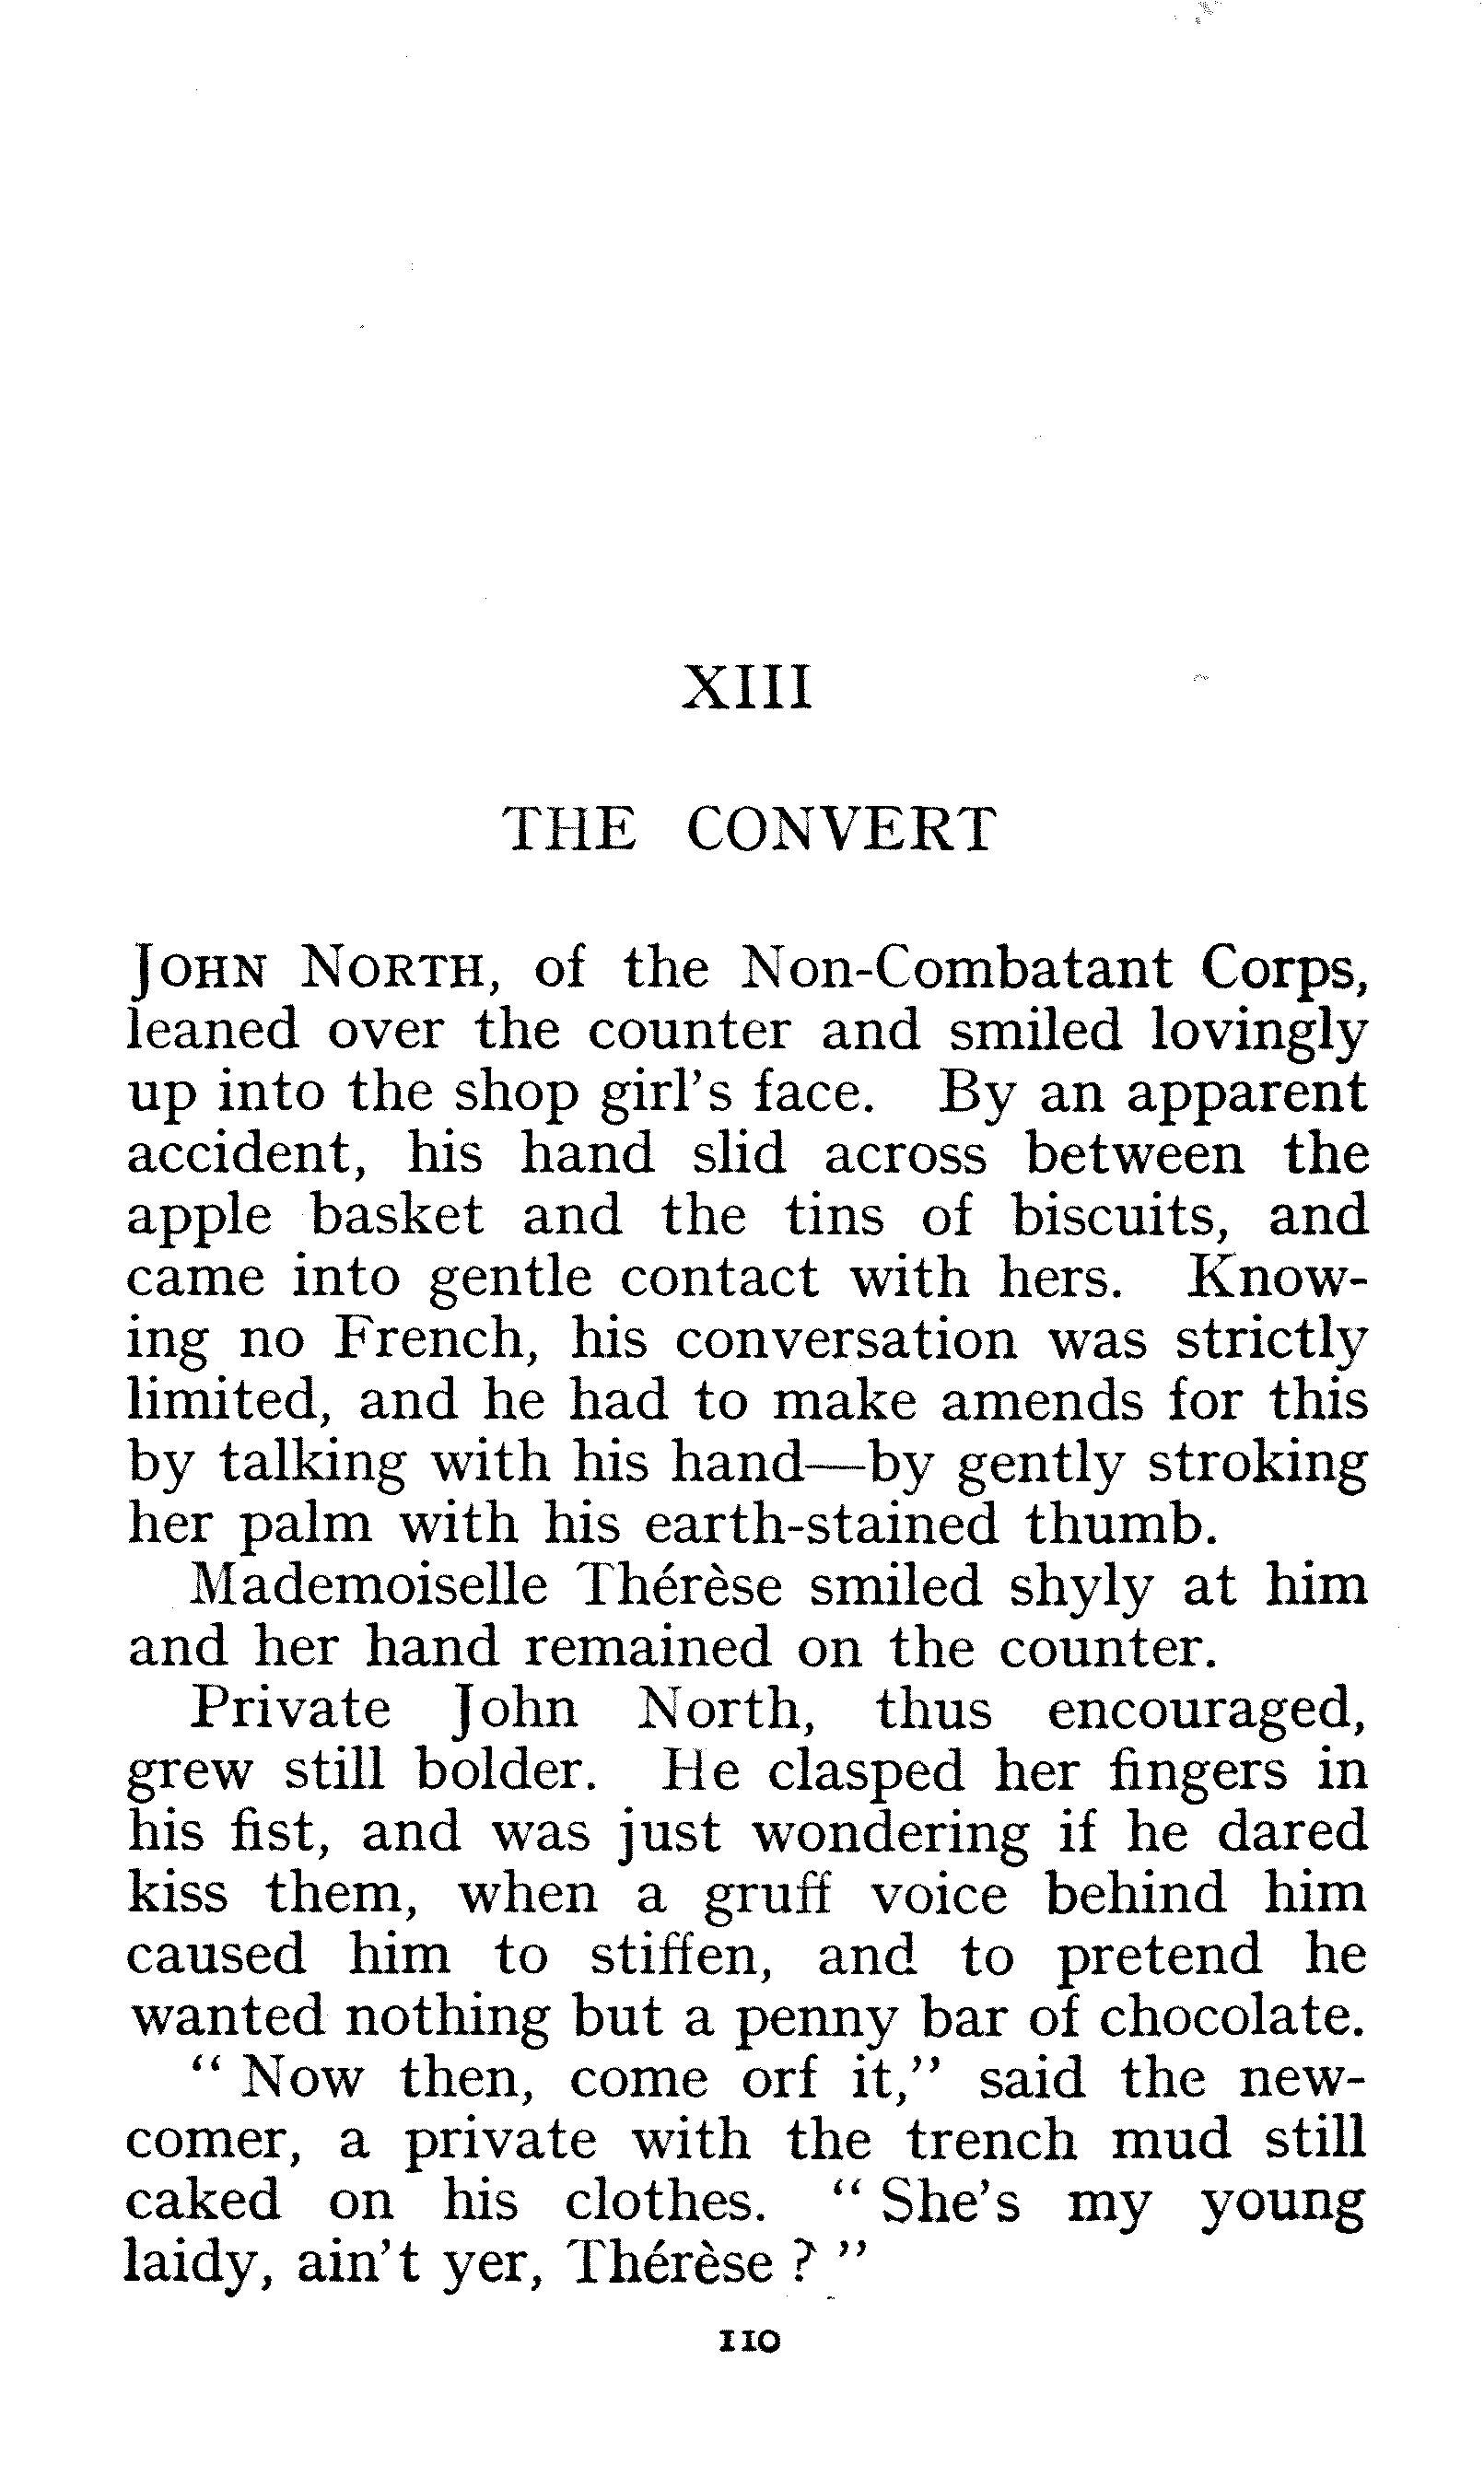 XIII
THE CONVERT
JOHN NORTH, of the Non-Combatant Corps,
leaned over the counter and smiled lovingly
up into the shop girl's face. By an apparent
accident, his hand slid across between the
apple basket and the tins of biscuits, and
came into gentle contact with hers. Know-
ing no French, his conversation was strictly
limited, and he had to make amends for this
by talking with his hand—by gently stroking
her palm with his earth-stained thumb.
Mademoiselle Thérèse smiled shyly at him
and her hand remained on the counter.
Private John North, thus encouraged,
grew still bolder. He clasped her fingers in
his fist, and was just wondering if he dared
kiss them, when a gruff voice behind him
caused him to stiffen, and to pretend he
wanted nothing but a penny bar of chocolate.
“ Now then, come orf it,” said the new-
comer, a private with the trench mud still
caked on his clothes. “ She's my young
laidy, ain't yer, Thérèse ? ”
110